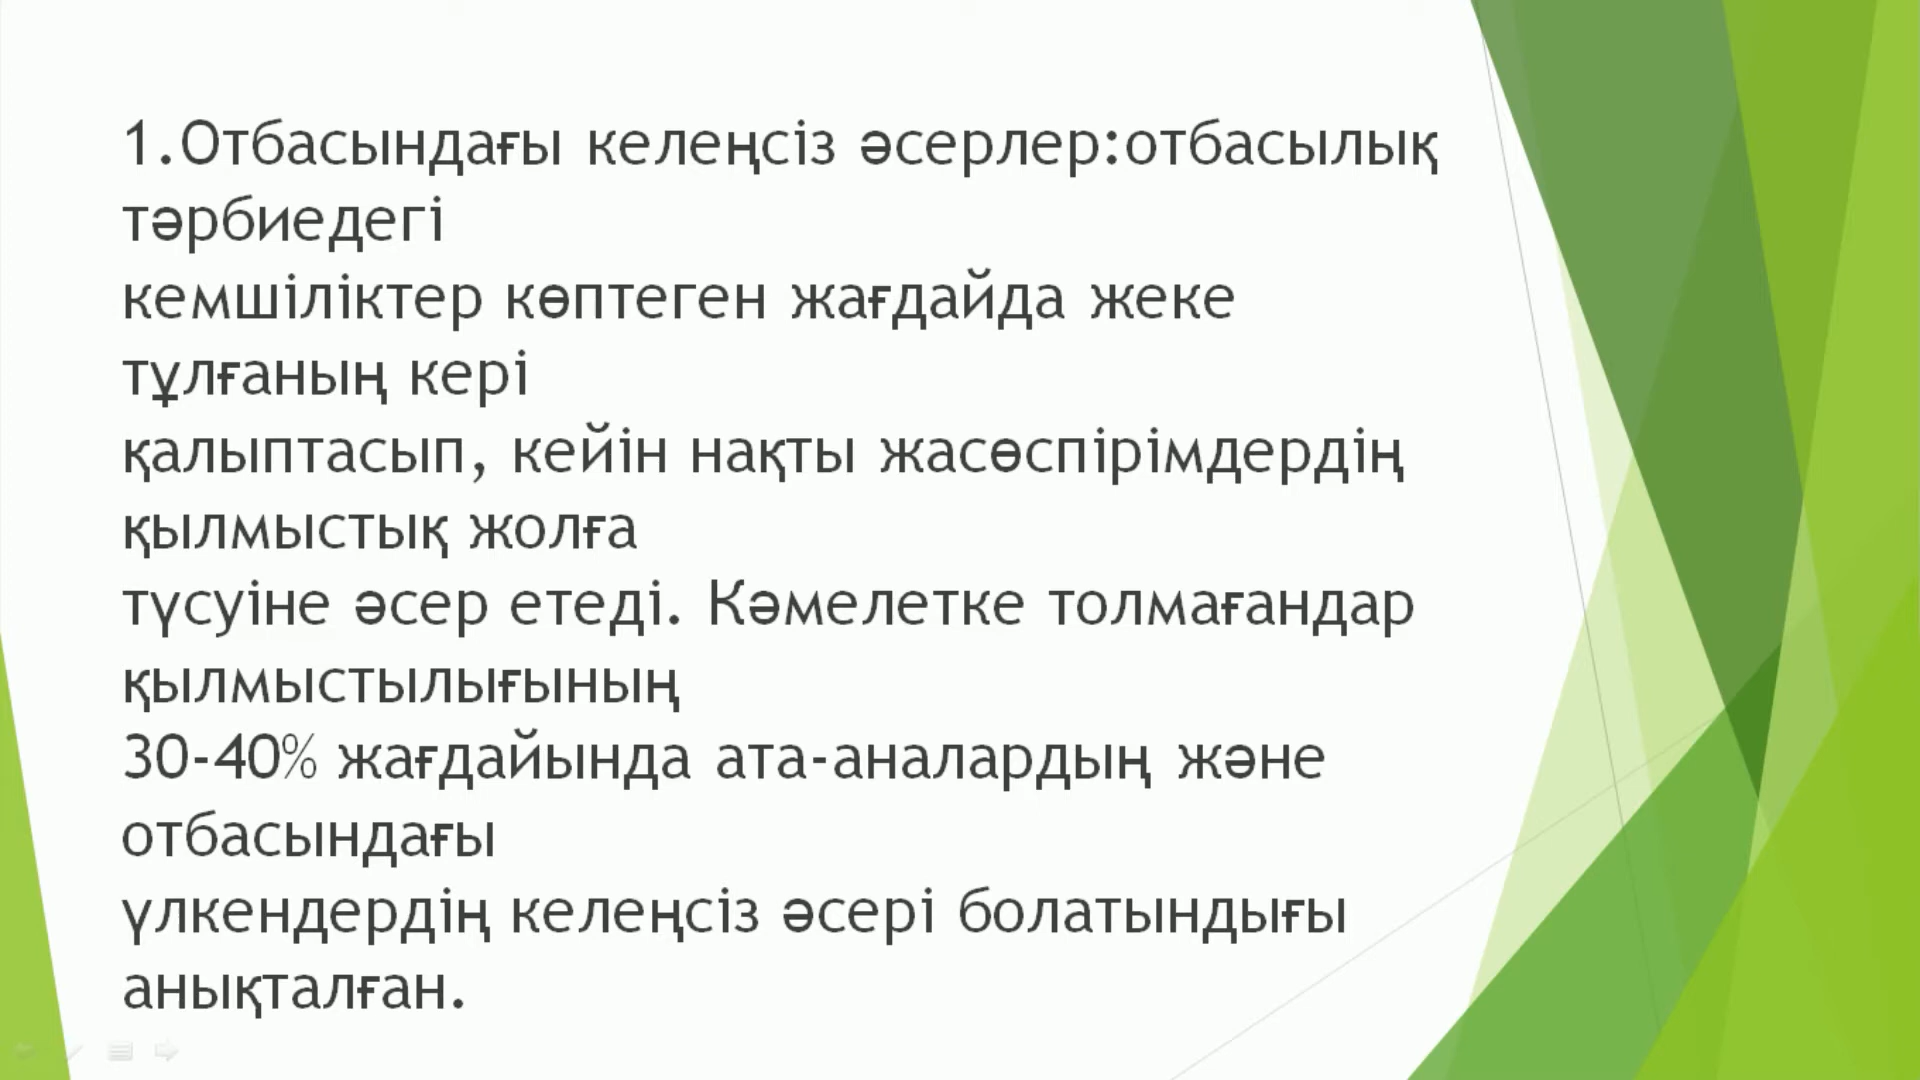 1.Отбасындағы келеңсіз әсерлер:отбасылық
тәрбиедегі
кемшіліктер көптеген жағдайда жеке
тұлғаның кері
қалыптасып, кейін нақты жасөспірімдердің
қылмыстық жолға
түсуіне әсер етеді. Кәмелетке толмағандар
қылмыстылығының
30-40% жағдайында ата-аналардың және
отбасындағы
үлкендердің келеңсіз әсері болатындығы
анықталған.